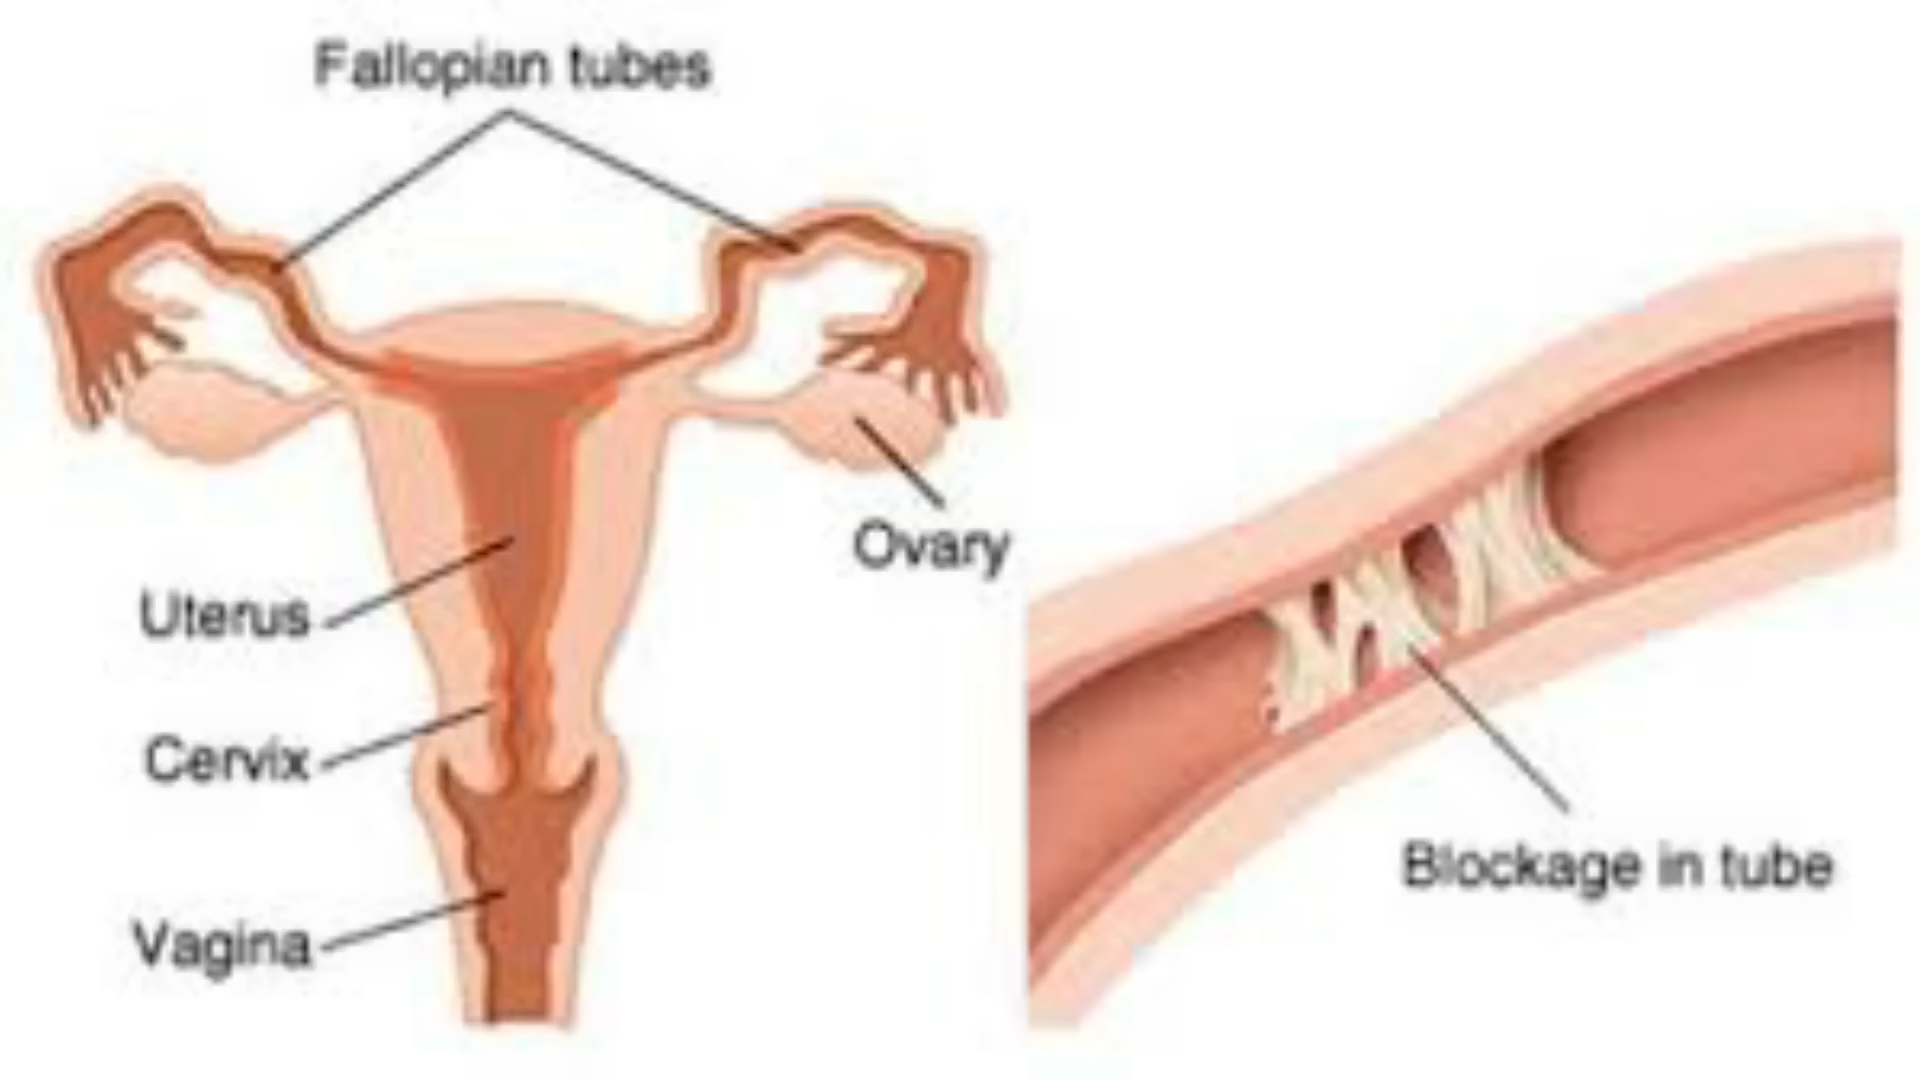 Fallopian tubes
Ovary
Uterus
Cervix
Vagina
Blockage in tube